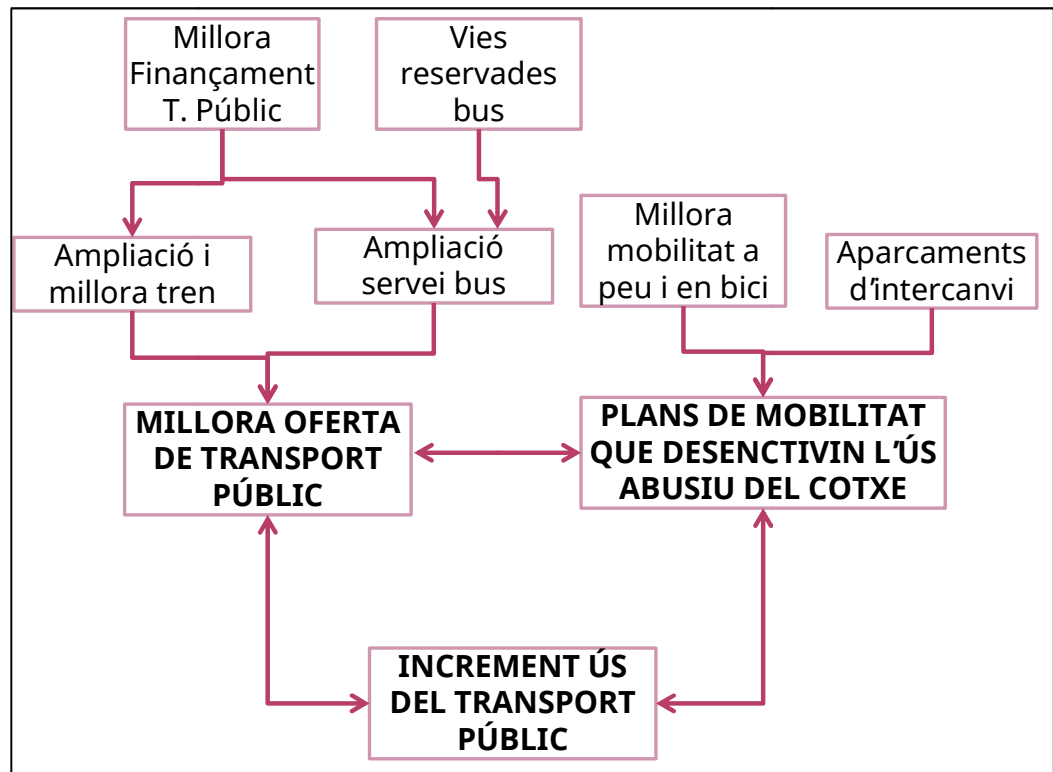 Millora
Finançament
T. Públic
Vies
reservades
bus
Ampliació i
millora tren
Ampliació
servei bus
Millora
mobilitat a
peu i en bici
Aparcaments
d’intercanvi
MILLORA OFERTA
DE TRANSPORT
PÚBLIC
PLANS DE MOBILITAT
QUE DESENCTIVIN L’ÚS
ABUSIU DEL COTXE
INCREMENT ÚS
DEL TRANSPORT
PÚBLIC